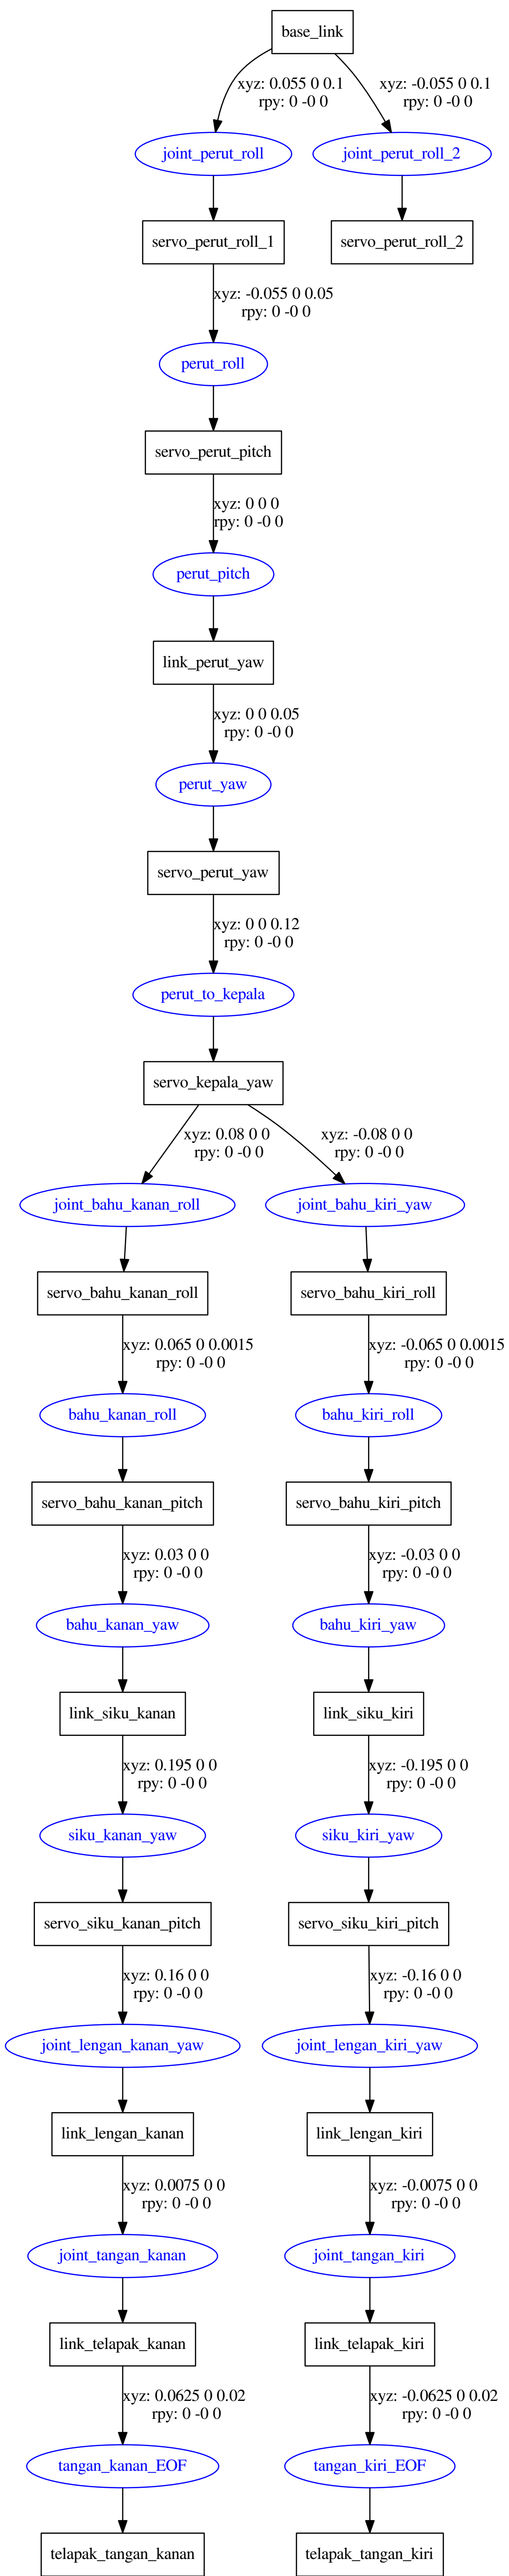 base_link
xyz: 0.055 0 0.1
rpy: 0 -0 0
xyz: -0.055 0 0.1
rpy: 0 -0 0
joint_perut_roll
joint_perut_roll_2
servo_perut_roll_1
servo_perut_roll_2
xyz: -0.055 0 0.05
rpy: 0 -0 0
perut_roll
servo_perut_pitch
xyz: 0 0 0
rpy: 0 -0 0
perut_pitch
link_perut_yaw
xyz: 0 0 0.05
rpy: 0 -0 0
perut_yaw
servo_perut_yaw
xyz: 0 0 0.12
rpy: 0 -0 0
perut_to_kepala
servo_kepala_yaw
xyz: 0.08 0 0
rpy: 0 -0 0
xyz: -0.08 0 0
rpy: 0 -0 0
joint_bahu_kanan_roll
joint_bahu_kiri_yaw
servo_bahu_kanan_roll
servo_bahu_kiri_roll
xyz: 0.065 0 0.0015
rpy: 0 -0 0
xyz: -0.065 0 0.0015
rpy: 0 -0 0
bahu_kanan_roll
bahu_kiri_roll
servo_bahu_kanan_pitch
servo_bahu_kiri_pitch
xyz: 0.03 0 0
rpy: 0 -0 0
xyz: -0.03 0 0
rpy: 0 -0 0
bahu_kanan_yaw
bahu_kiri_yaw
link_siku_kanan
link_siku_kiri
xyz: 0.195 0 0
rpy: 0 -0 0
xyz: -0.195 0 0
rpy: 0 -0 0
siku_kanan_yaw
siku_kiri_yaw
servo_siku_kanan_pitch
servo_siku_kiri_pitch
xyz: 0.16 0 0
rpy: 0 -0 0
xyz: -0.16 0 0
rpy: 0 -0 0
joint_lengan_kanan_yaw
joint_lengan_kiri_yaw
link_lengan_kanan
link_lengan_kiri
xyz: 0.0075 0 0
rpy: 0 -0 0
xyz: -0.0075 0 0
rpy: 0 -0 0
joint_tangan_kanan
joint_tangan_kiri
link_telapak_kanan
link_telapak_kiri
xyz: 0.0625 0 0.02
rpy: 0 -0 0
xyz: -0.0625 0 0.02
rpy: 0 -0 0
tangan_kanan_EOF
tangan_kiri_EOF
telapak_tangan_kanan
telapak_tangan_kiri